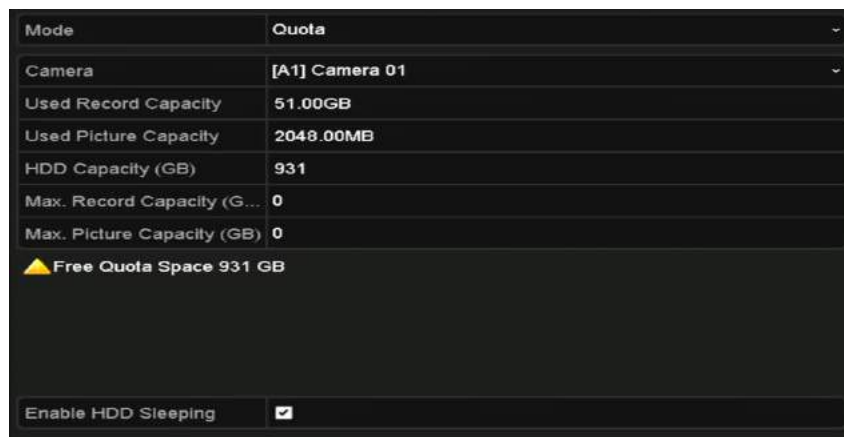 Mode Quota
Camera [A1] Camera 01
Used Record Capacity 51.00GB
Used Picture Capacity 2048.00MB
HDD Capacity (GB) 931
Max. Record Capacity (G... 0
Max. Picture Capacity (GB) 0
Free Quota Space 931 GB
Enable HDD Sleeping